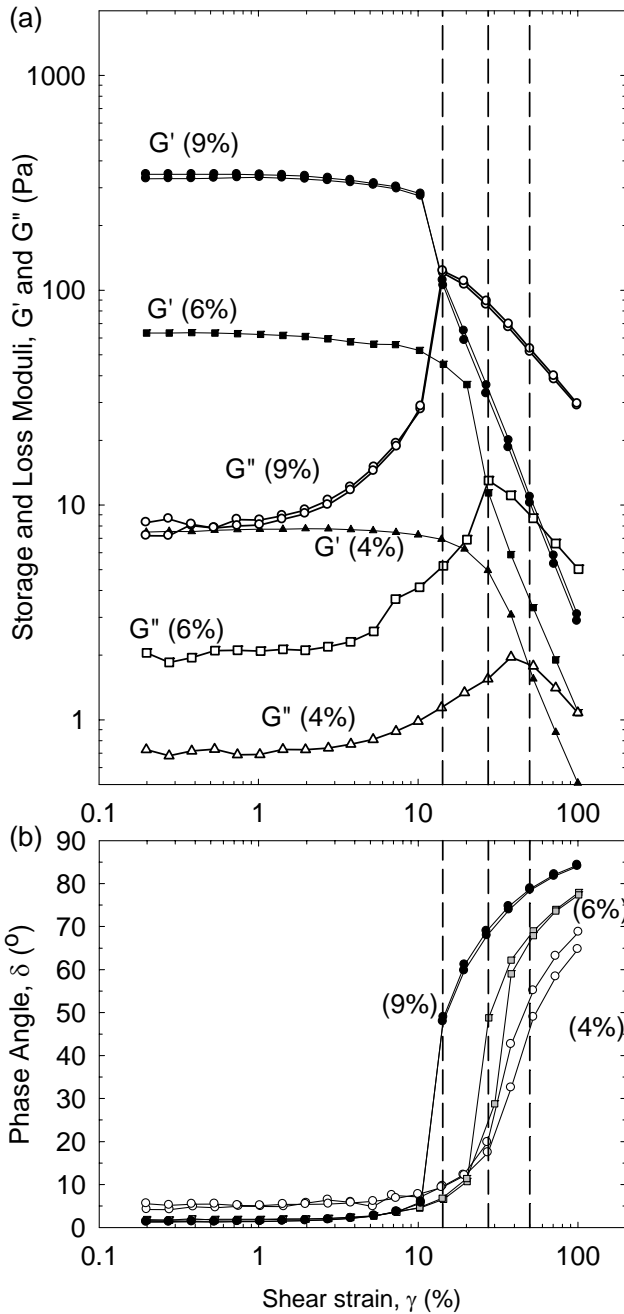 (a)
Storage and Loss Moduli, G' and G" (Pa)
1000
100
10
1
G' (9%)
G' (6%)
G" (9%)
G' (4%)
G" (6%)
G" (4%)
0.1 1 10 100
(b)
Phase Angle, δ (º)
90
80
70
60
50
40
30
20
10
0
(6%)
(9%)
(4%)
0.1 1 10 100
Shear strain, γ (%)